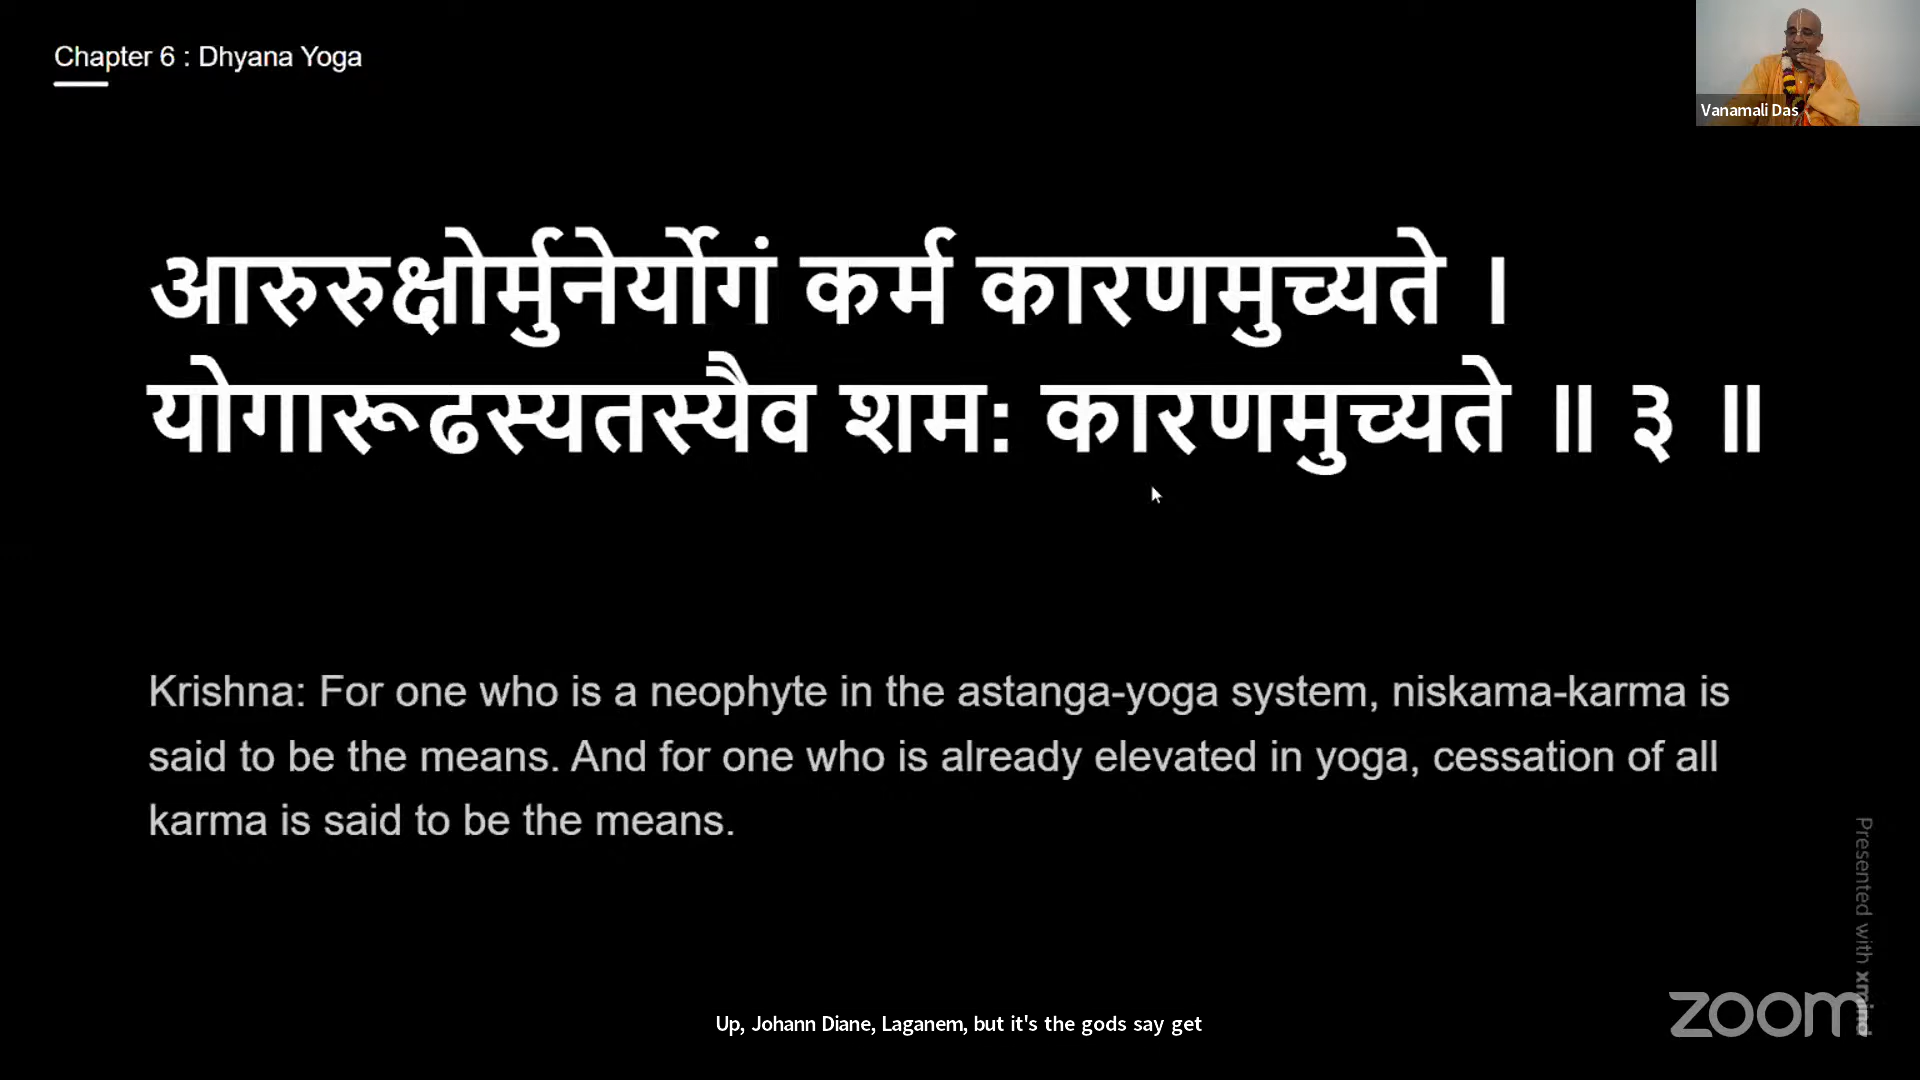 Chapter 6 : Dhyana Yoga
Vanamali Das
आरुरुक्षोर्मुनेर्योगं कर्म कारणमुच्यते ।
योगारूढस्यतस्यैव शम: कारणमुच्यते ॥ ३ ॥
Krishna: For one who is a neophyte in the astanga-yoga system, niskama-karma is
said to be the means. And for one who is already elevated in yoga, cessation of all
karma is said to be the means.
Presented with xmind
zoom
Up, Johann Diane, Laganem, but it's the gods say get